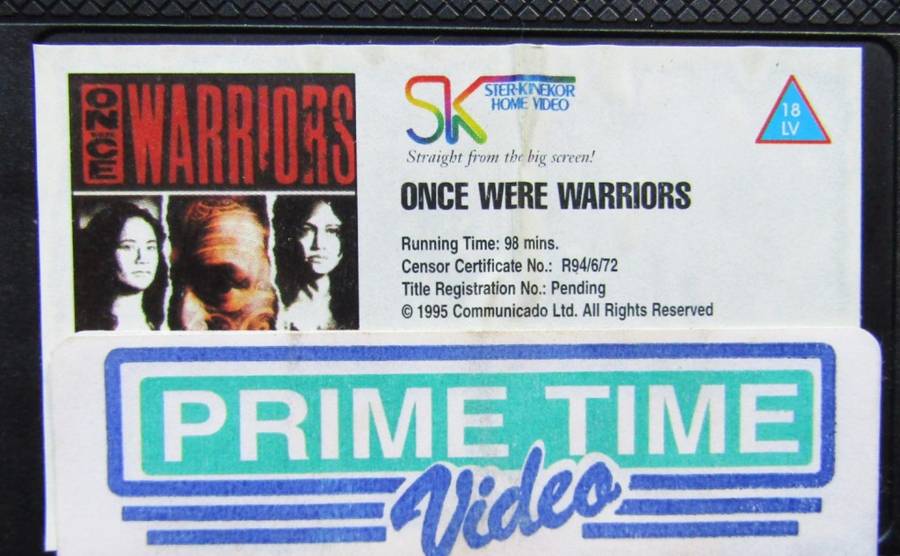 ONCE WERE WARRIORS
SK STER-KINEKOR
HOME VIDEO
Straight from the big screen!
18
LV
ONCE WERE WARRIORS
Running Time: 98 mins.
Censor Certificate No.: R94/6/72
Title Registration No.: Pending
© 1995 Communicado Ltd. All Rights Reserved
PRIME TIME
Video